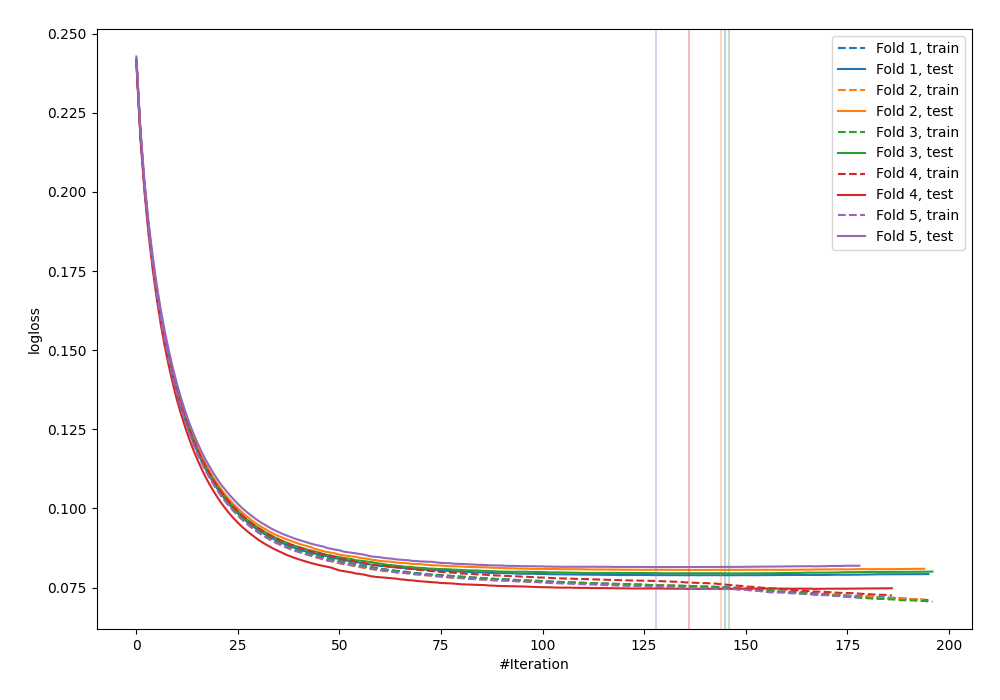 0.250
0.225
0.200
0.175
0.150
0.125
0.100
0.075
logloss
0
25
50
75
100
125
150
175
200
#Iteration
Fold 1, train
Fold 1, test
Fold 2, train
Fold 2, test
Fold 3, train
Fold 3, test
Fold 4, train
Fold 4, test
Fold 5, train
Fold 5, test